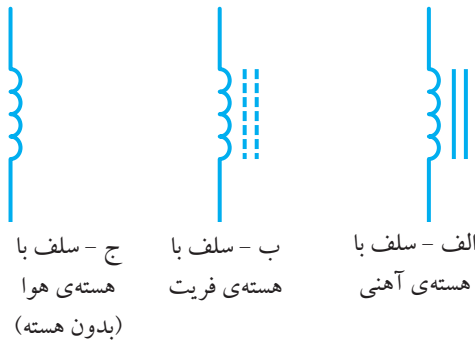 الف – سلف با
هسته‌ی آهنی
ب – سلف با
هسته‌ی فریت
ج – سلف با
هسته‌ی هوا
(بدون هسته)